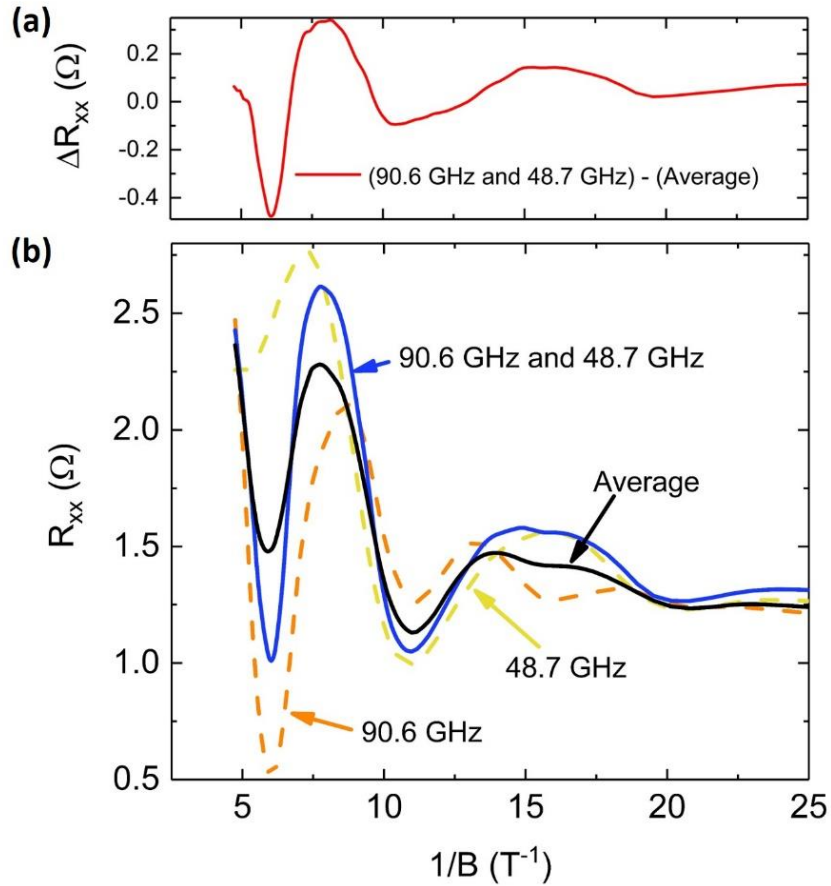 (a)
ΔR_xx (Ω)
0.2
0.0
-0.2
-0.4
(90.6 GHz and 48.7 GHz) - (Average)
(b)
R_xx (Ω)
2.5
2.0
1.5
1.0
0.5
90.6 GHz and 48.7 GHz
Average
48.7 GHz
90.6 GHz
5 10 15 20 25
1/B (T⁻¹)